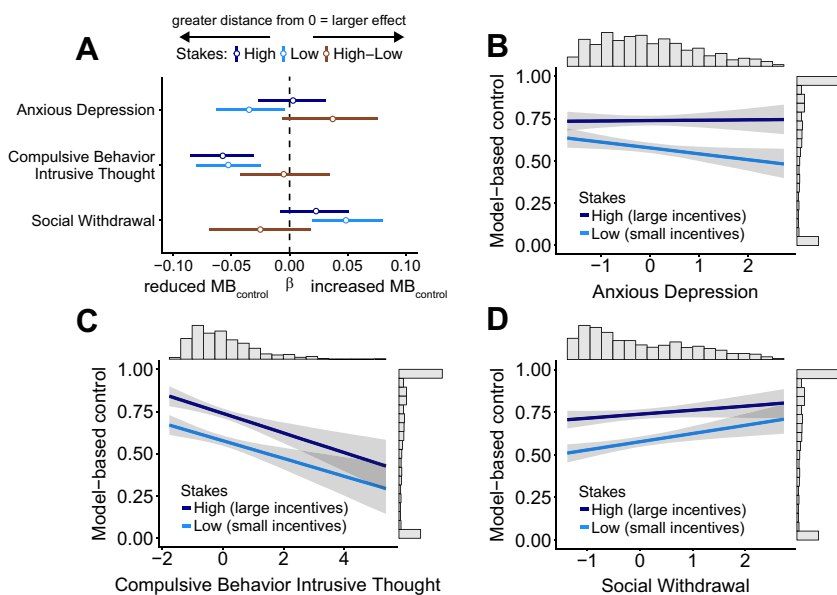 greater distance from 0 = larger effect
A
Stakes: High Low High−Low
Anxious Depression
Compulsive Behavior
Intrusive Thought
Social Withdrawal
−0.10 −0.05 0.00 0.05 0.10
reduced MBcontrol β increased MBcontrol
B
Model−based control
1.00
0.75
0.50
0.25
0.00
Stakes
High (large incentives)
Low (small incentives)
−1 0 1 2
Anxious Depression
C
Model−based control
1.00
0.75
0.50
0.25
0.00
Stakes
High (large incentives)
Low (small incentives)
−2 0 2 4
Compulsive Behavior Intrusive Thought
D
Model−based control
1.00
0.75
0.50
0.25
0.00
Stakes
High (large incentives)
Low (small incentives)
−1 0 1 2
Social Withdrawal